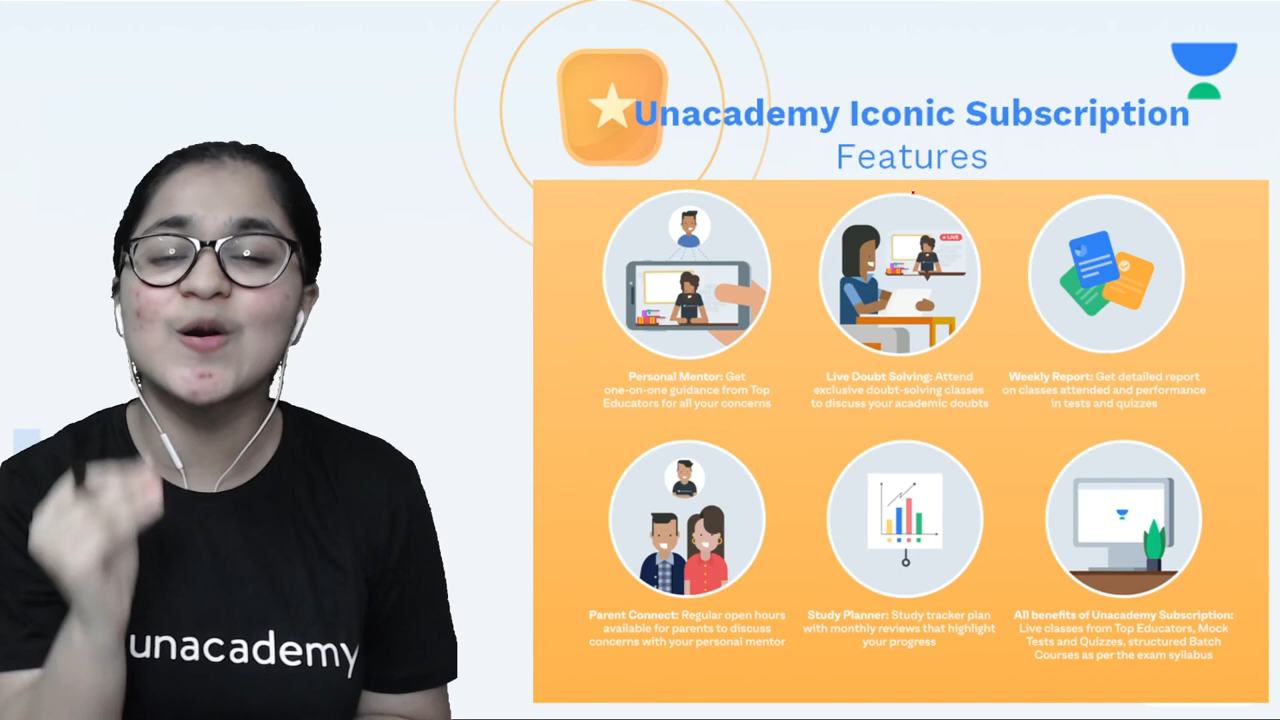 Unacademy Iconic Subscription
Features
LIVE
Personal Mentor: Get
one-on-one guidance from Top
Educators for all your concerns
Live Doubt Solving: Attend
exclusive doubt-solving classes
to discuss your academic doubts
Weekly Report: Get detailed report
on classes attended and performance
in tests and quizzes
Parent Connect: Regular open hours
available for parents to discuss
concerns with your personal mentor
Study Planner: Study tracker plan
with monthly reviews that highlight
your progress
All benefits of Unacademy Subscription:
Live classes from Top Educators, Mock
Tests and Quizzes, structured Batch
Courses as per the exam syllabus
unacademy